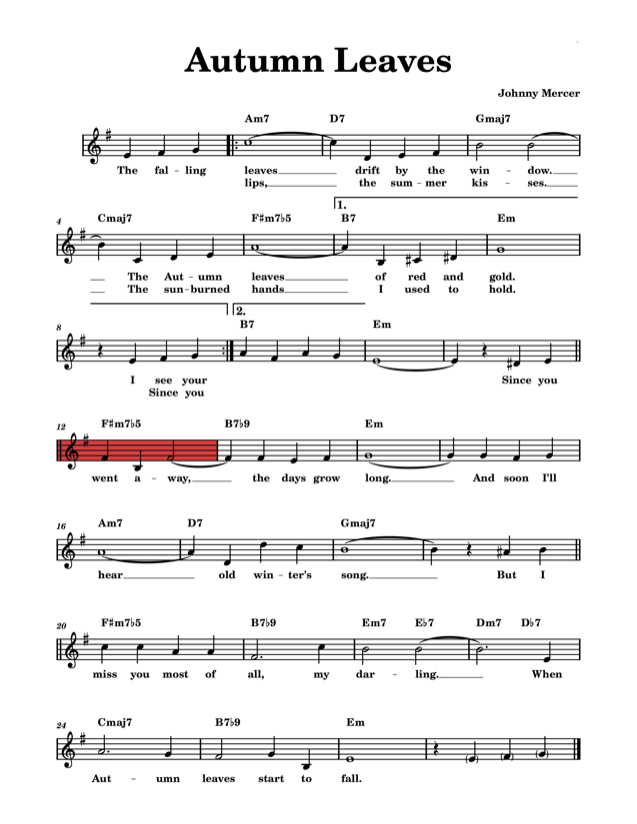 Autumn Leaves
Johnny Mercer
Am7 D7 Gmaj7
The fal - ling leaves drift by the win - dow.
lips, the sum - mer kis - ses.
1.
4 Cmaj7 F♯m7♭5 B7 Em
The Aut - umn leaves of red and gold.
The sun - burned hands I used to hold.
2.
8 B7 Em
I see your Since you
Since you
12 F♯m7♭5 B7♭9 Em
went a - way, the days grow long. And soon I'll
16 Am7 D7 Gmaj7
hear old win - ter's song. But I
20 F♯m7♭5 B7♭9 Em7 E♭7 Dm7 D♭7
miss you most of all, my dar - ling. When
24 Cmaj7 B7♭9 Em
Aut - umn leaves start to fall.